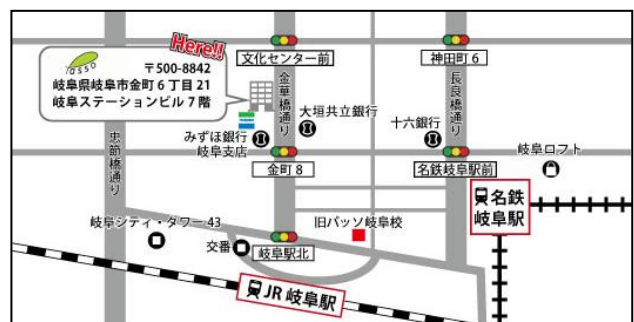 Here!!
Passo
〒500-8842
岐阜県岐阜市金町6丁目21
岐阜ステーションビル7階
文化センター前
神田町6
金華橋通り
長良橋通り
忠節橋通り
大垣共立銀行
十六銀行
みずほ銀行
岐阜支店
岐阜ロフト
金町8
名鉄岐阜駅前
名鉄
岐阜駅
岐阜シティ・タワー43
旧パッソ岐阜校
交番
岐阜駅北
JR岐阜駅